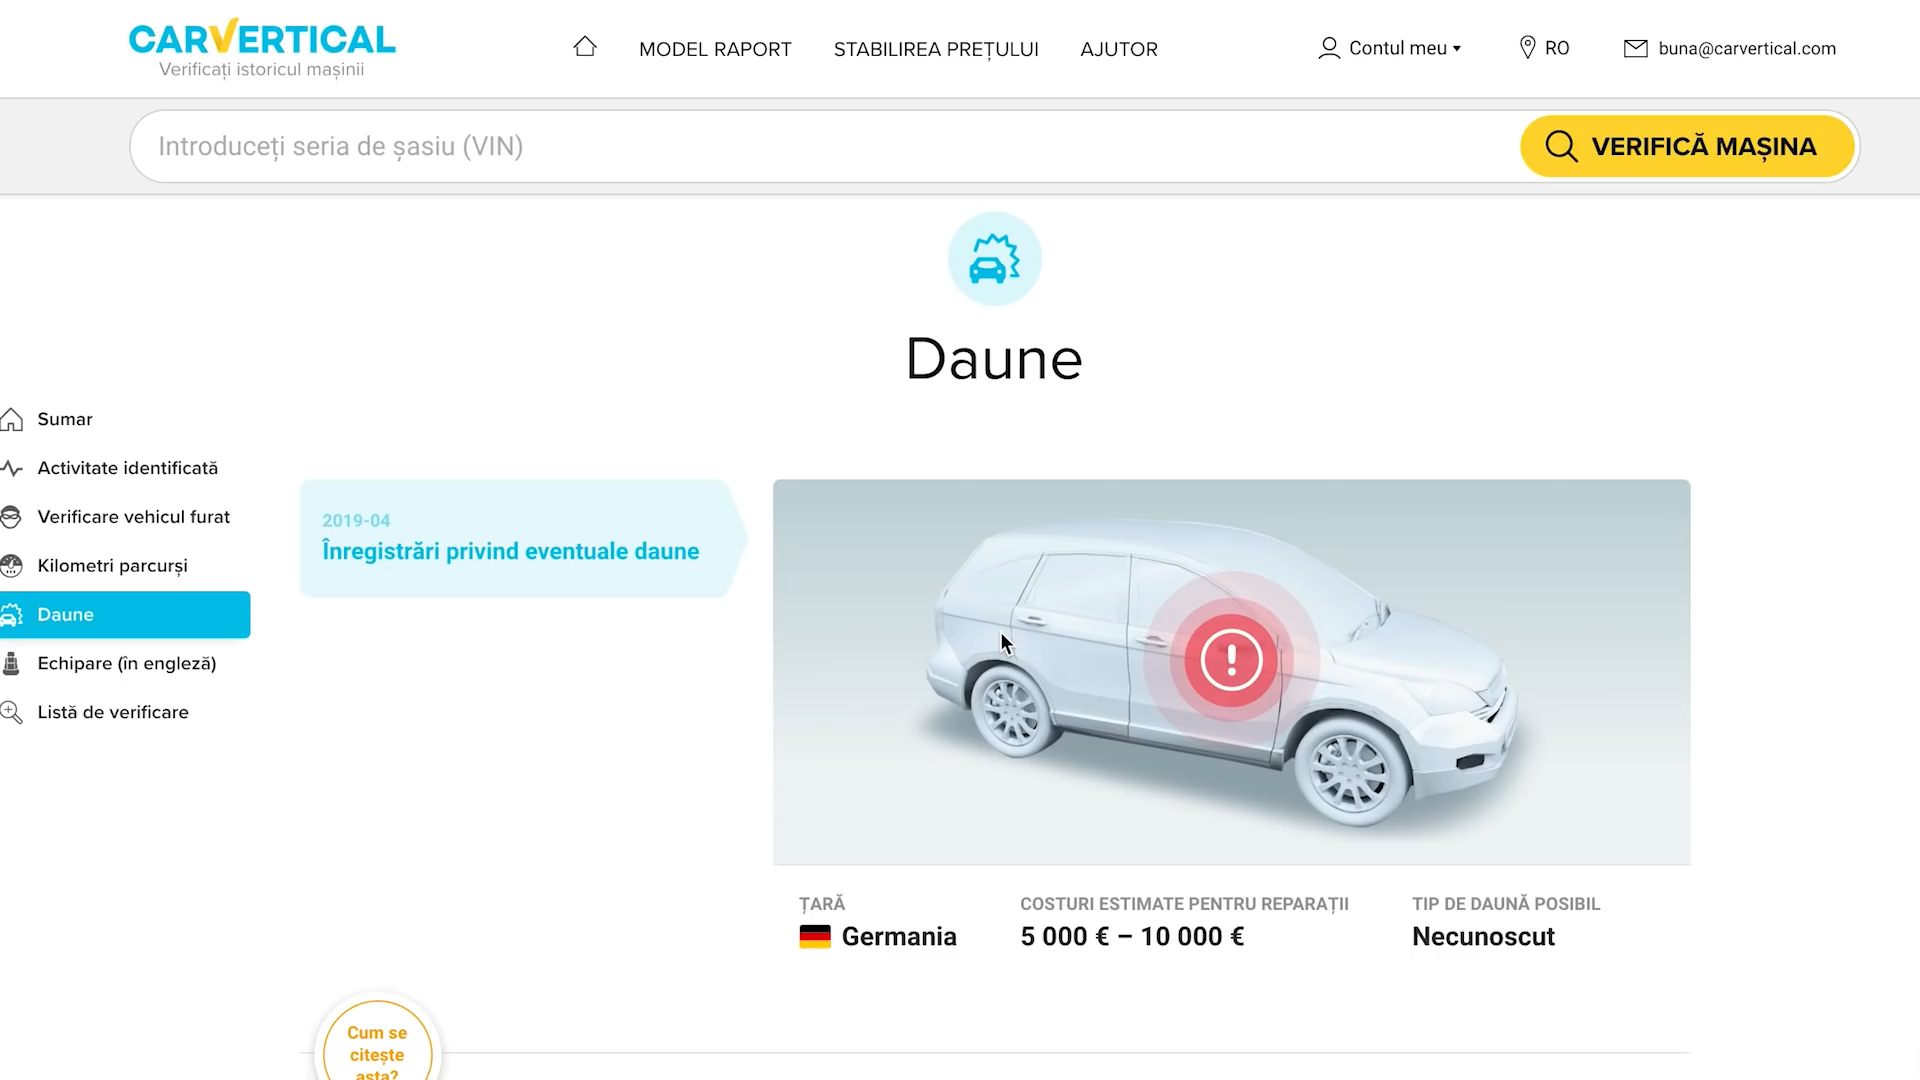 CARVERTICAL
Verificați istoricul mașinii
MODEL RAPORT
STABILIREA PREȚULUI
AJUTOR
Contul meu
RO
buna@carvertical.com
Introduceți seria de șasiu (VIN)
VERIFICĂ MAȘINA
Daune
Sumar
Activitate identificată
Verificare vehicul furat
Kilometri parcurși
Daune
Echipare (în engleză)
Listă de verificare
2019-04
Înregistrări privind eventuale daune
ȚARĂ
Germania
COSTURI ESTIMATE PENTRU REPARAȚII
5 000 € – 10 000 €
TIP DE DAUNĂ POSIBIL
Necunoscut
Cum se
citește
asta?